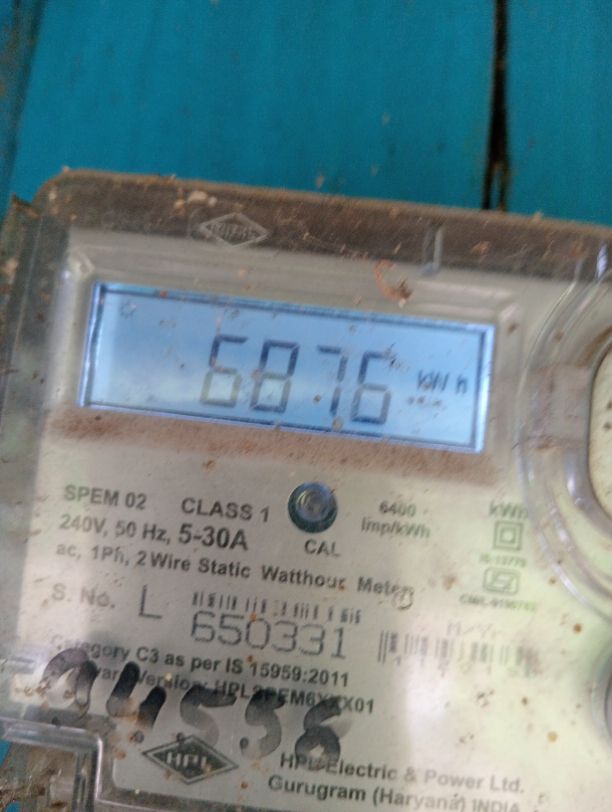 6876 kWh
SPEM 02 CLASS 1 6400 kWh
240V, 50 Hz, 5-30A CAL imp/kWh
ac, 1Ph, 2 Wire Static Watthour Meter
S. No. L 650331
Category C3 as per IS 15959:2011
HPL
HPL Electric & Power Ltd.
Gurugram (Haryana) INDIA